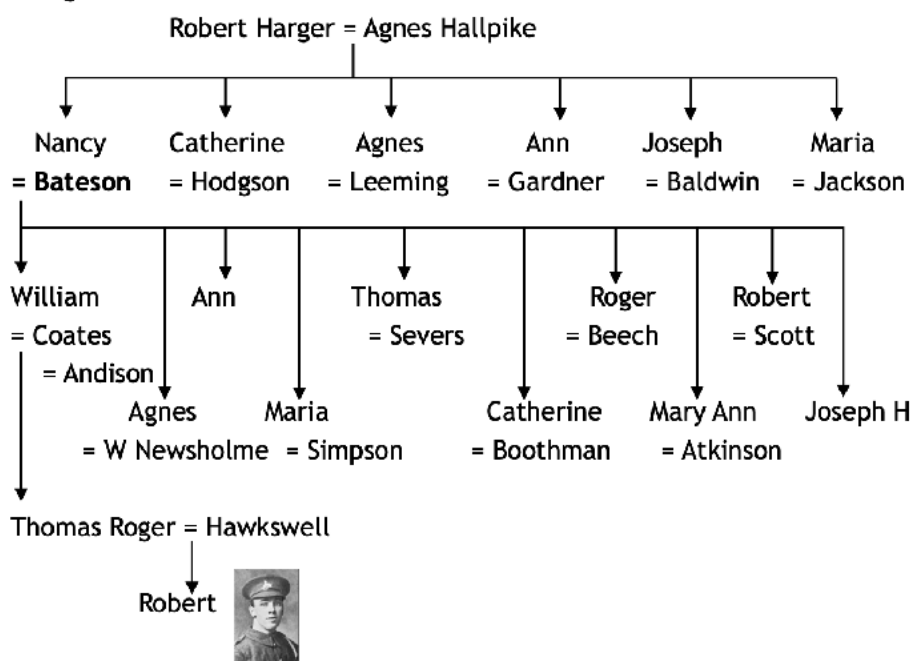 Robert Harger = Agnes Hallpike
Nancy Catherine Agnes Ann Joseph Maria
= Bateson = Hodgson = Leeming = Gardner = Baldwin = Jackson
William Ann Thomas Roger Robert
= Coates = Severs = Beech = Scott
= Andison
Agnes Maria Catherine Mary Ann Joseph H
= W Newsholme = Simpson = Boothman = Atkinson
Thomas Roger = Hawkswell
Robert